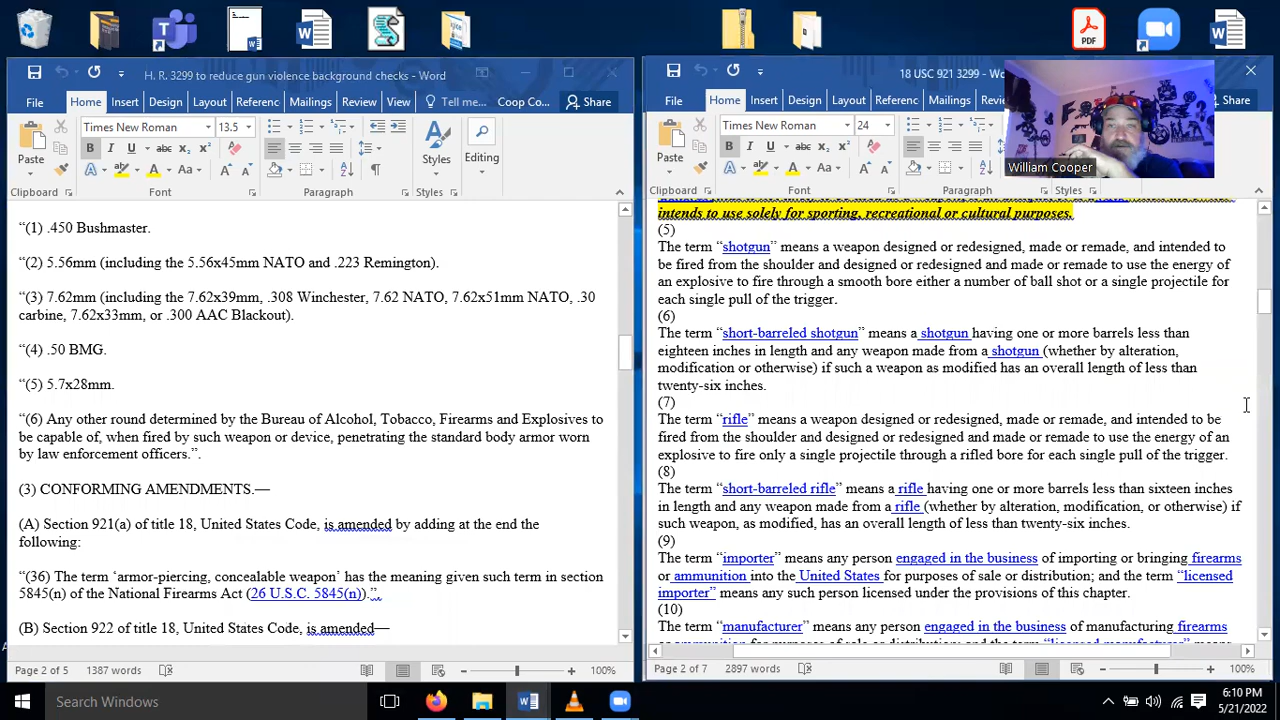 H. R. 3299 to reduce gun violence background checks - Word
File Home Insert Design Layout Referenc Mailings Review View Tell me... Coop Co... Share
Times New Roman 13.5
Paste
Styles
Editing
Clipboard Font Paragraph Styles
“(1) .450 Bushmaster.
“(2) 5.56mm (including the 5.56x45mm NATO and .223 Remington).
“(3) 7.62mm (including the 7.62x39mm, .308 Winchester, 7.62 NATO, 7.62x51mm NATO, .30
carbine, 7.62x33mm, or .300 AAC Blackout).
“(4) .50 BMG.
“(5) 5.7x28mm.
“(6) Any other round determined by the Bureau of Alcohol, Tobacco, Firearms and Explosives to
be capable of, when fired by such weapon or device, penetrating the standard body armor worn
by law enforcement officers.”.
(3) CONFORMING AMENDMENTS.—
(A) Section 921(a) of title 18, United States Code, is amended by adding at the end the
following:
“(36) The term ‘armor-piercing, concealable weapon’ has the meaning given such term in section
5845(n) of the National Firearms Act (26 U.S.C. 5845(n)).”.
(B) Section 922 of title 18, United States Code, is amended—
Page 2 of 5 1387 words 100%
18 USC 921 3299 - Wo
File Home Insert Design Layout Referenc Mailings Revie Share
Times New Roman 24
Paste
William Cooper
Styles
Editing
Clipboard Font Paragraph Styles
intends to use solely for sporting, recreational or cultural purposes.
(5)
The term “shotgun” means a weapon designed or redesigned, made or remade, and intended to
be fired from the shoulder and designed or redesigned and made or remade to use the energy of
an explosive to fire through a smooth bore either a number of ball shot or a single projectile for
each single pull of the trigger.
(6)
The term “short-barreled shotgun” means a shotgun having one or more barrels less than
eighteen inches in length and any weapon made from a shotgun (whether by alteration,
modification or otherwise) if such a weapon as modified has an overall length of less than
twenty-six inches.
(7)
The term “rifle” means a weapon designed or redesigned, made or remade, and intended to be
fired from the shoulder and designed or redesigned and made or remade to use the energy of an
explosive to fire only a single projectile through a rifled bore for each single pull of the trigger.
(8)
The term “short-barreled rifle” means a rifle having one or more barrels less than sixteen inches
in length and any weapon made from a rifle (whether by alteration, modification, or otherwise) if
such weapon, as modified, has an overall length of less than twenty-six inches.
(9)
The term “importer” means any person engaged in the business of importing or bringing firearms
or ammunition into the United States for purposes of sale or distribution; and the term “licensed
importer” means any such person licensed under the provisions of this chapter.
(10)
The term “manufacturer” means any person engaged in the business of manufacturing firearms
Page 2 of 7 2897 words 100%
Search Windows
6:10 PM
5/21/2022